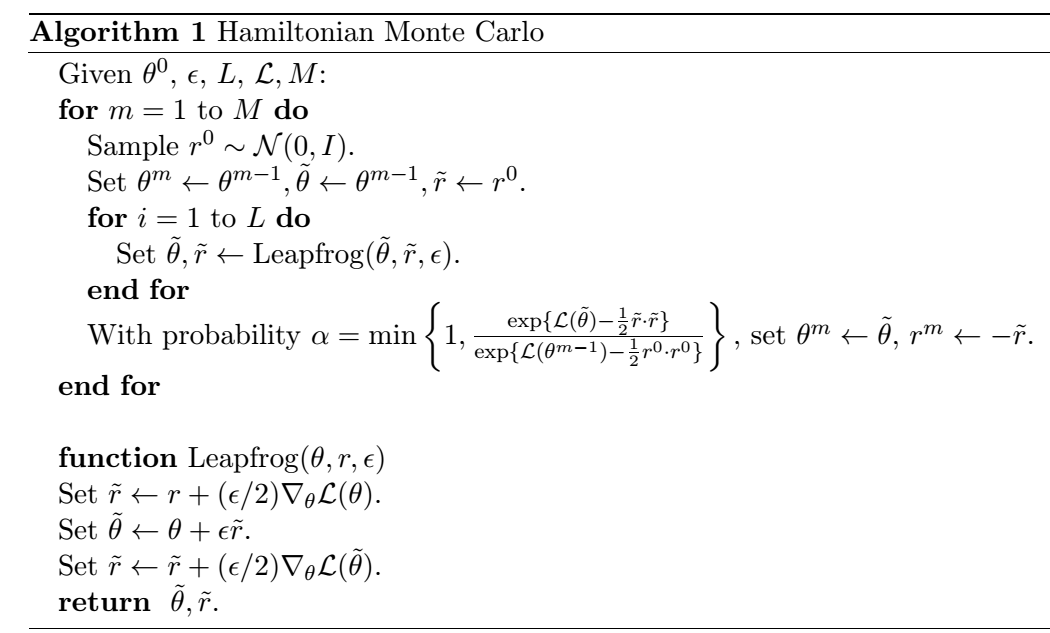 Algorithm 1 Hamiltonian Monte Carlo
Given θ⁰, ϵ, L, ℒ, M:
for m = 1 to M do
Sample r⁰ ∼ 𝒩(0, I).
Set θᵐ ← θᵐ⁻¹, θ̃ ← θᵐ⁻¹, r̃ ← r⁰.
for i = 1 to L do
Set θ̃, r̃ ← Leapfrog(θ̃, r̃, ϵ).
end for
With probability α = min {1, exp{ℒ(θ̃)−½r̃·r̃} / exp{ℒ(θᵐ⁻¹)−½r⁰·r⁰}}, set θᵐ ← θ̃, rᵐ ← −r̃.
end for
function Leapfrog(θ, r, ϵ)
Set r̃ ← r + (ϵ/2)∇_θℒ(θ).
Set θ̃ ← θ + ϵr̃.
Set r̃ ← r̃ + (ϵ/2)∇_θℒ(θ̃).
return θ̃, r̃.